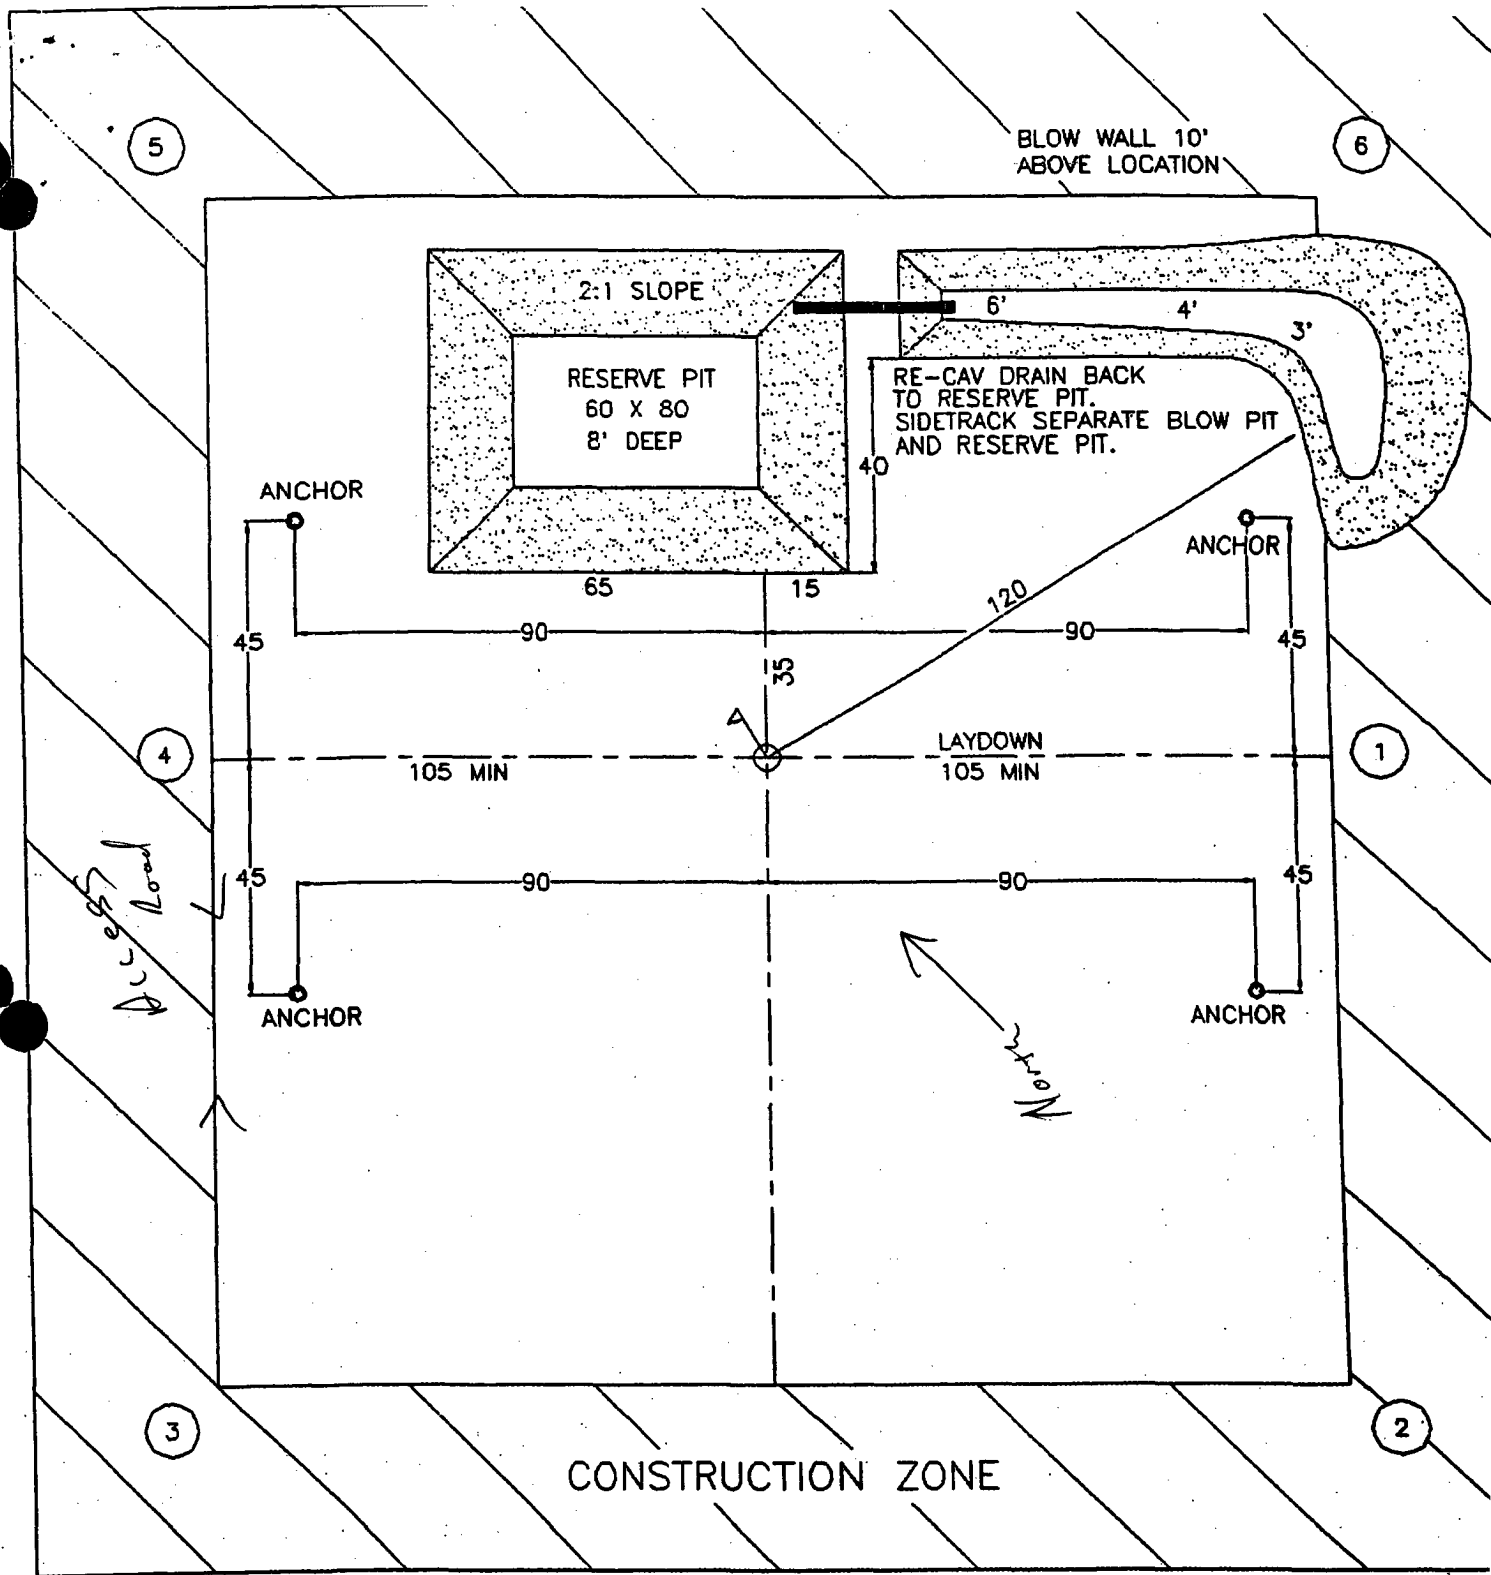 5
BLOW WALL 10'
ABOVE LOCATION
6
2:1 SLOPE
6'
4'
3'
RESERVE PIT
60 X 80
8' DEEP
RE-CAV DRAIN BACK
TO RESERVE PIT.
SIDETRACK SEPARATE BLOW PIT
AND RESERVE PIT.
40
ANCHOR
ANCHOR
65
15
120
45
90
90
45
35
4
LAYDOWN
105 MIN
105 MIN
1
Access
Road
45
90
90
45
ANCHOR
ANCHOR
North
3
2
CONSTRUCTION ZONE